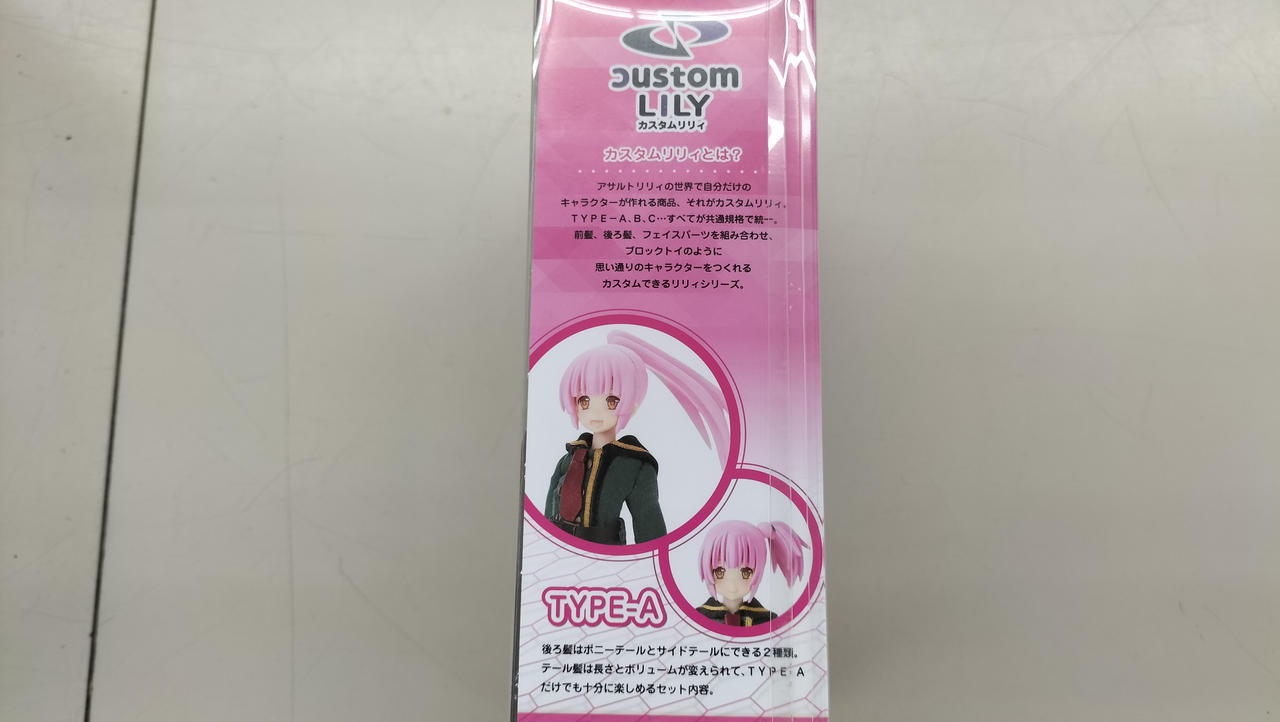 custom
LILY
カスタムリリィ
カスタムリリィとは？
アサルトリリィの世界で自分だけの
キャラクターが作れる商品、それがカスタムリリィ。
TYPE-A、B、C…すべてが共通規格で統一。
前髪、後ろ髪、フェイスパーツを組み合わせ、
ブロックトイのように
思い通りのキャラクターをつくれる
カスタムできるリリィシリーズ。
TYPE-A
後ろ髪はポニーテールとサイドテールにできる2種類。
テール髪は長さとボリュームが変えられて、TYPE-A
だけでも十分に楽しめるセット内容。